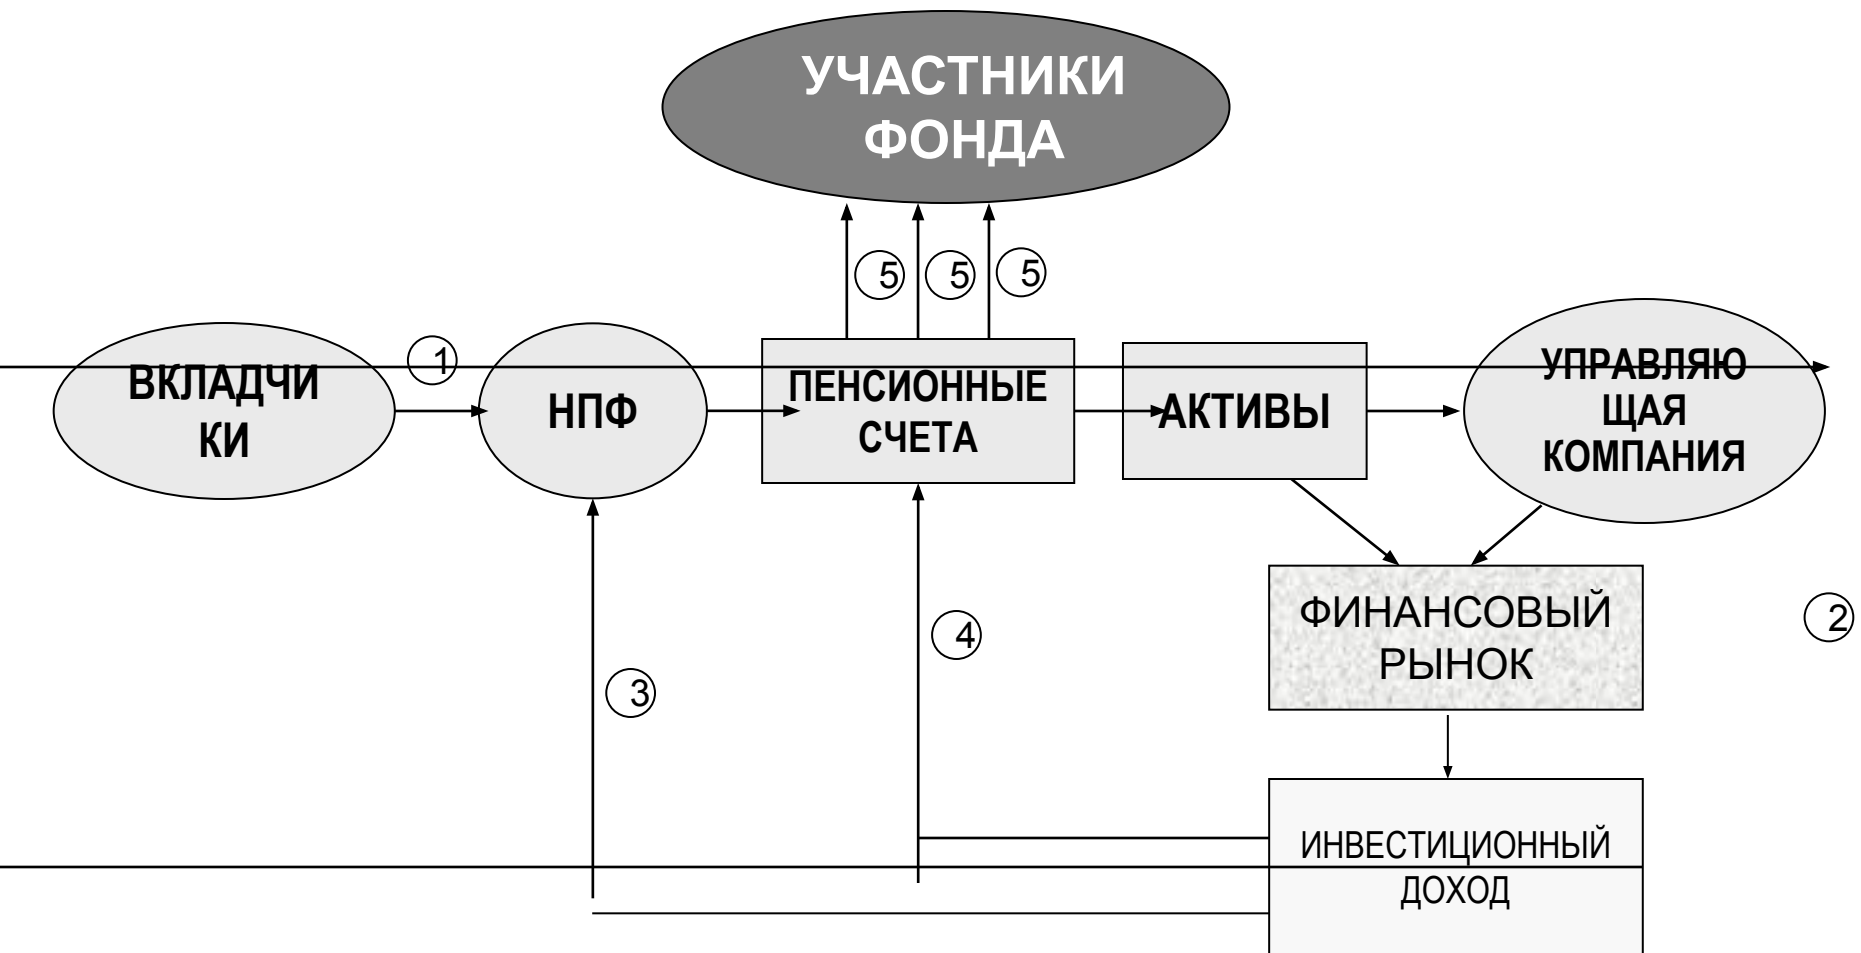 УЧАСТНИКИ
ФОНДА
5
5
5
1
ВКЛАДЧИ
КИ
НПФ
ПЕНСИОННЫЕ
СЧЕТА
АКТИВЫ
УПРАВЛЯЮ
ЩАЯ
КОМПАНИЯ
ФИНАНСОВЫЙ
РЫНОК
2
4
3
ИНВЕСТИЦИОННЫЙ
ДОХОД